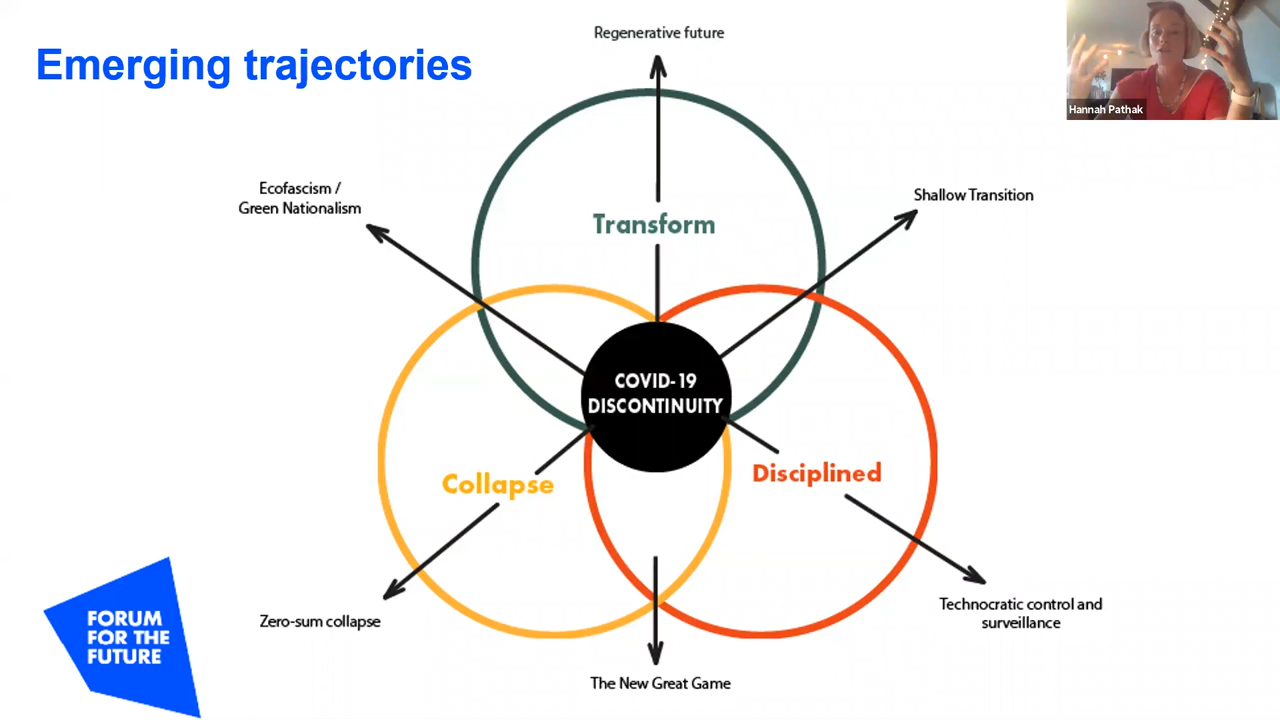 Emerging trajectories
Regenerative future
Hannah Pathak
Ecofascism /
Green Nationalism
Shallow Transition
Transform
COVID-19
DISCONTINUITY
Collapse
Disciplined
Zero-sum collapse
Technocratic control and
surveillance
The New Great Game
FORUM
FOR THE
FUTURE